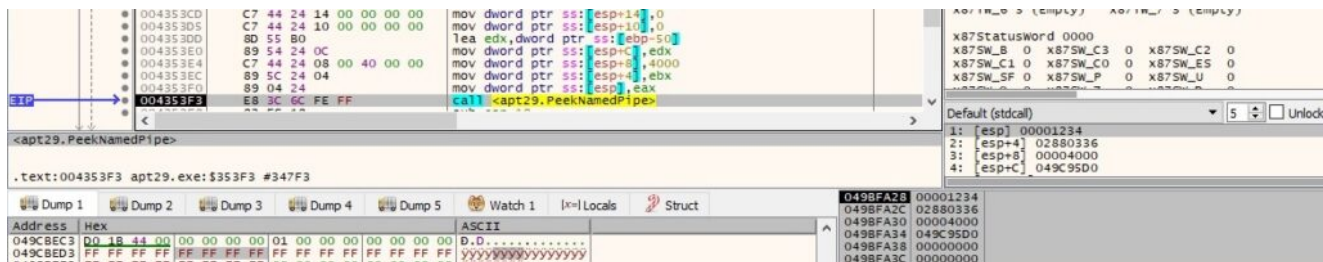 004353CD C7 44 24 14 00 00 00 00 mov dword ptr ss:[esp+14],0
004353D5 C7 44 24 10 00 00 00 00 mov dword ptr ss:[esp+10],0
004353DD 8D 55 B0 lea edx,dword ptr ss:[ebp-50]
004353E0 89 54 24 0C mov dword ptr ss:[esp+C],edx
004353E4 C7 44 24 08 00 40 00 00 mov dword ptr ss:[esp+8],4000
004353EC 89 5C 24 04 mov dword ptr ss:[esp+4],ebx
004353F0 89 04 24 mov dword ptr ss:[esp],eax
EIP 004353F3 E8 3C 6C FE FF call <apt29.PeekNamedPipe>
<apt29.PeekNamedPipe>
.text:004353F3 apt29.exe:$353F3 #347F3
x87StatusWord 0000
x87SW_B 0 x87SW_C3 0 x87SW_C2 0
x87SW_C1 0 x87SW_C0 0 x87SW_ES 0
x87SW_SF 0 x87SW_P 0 x87SW_U 0
Default (stdcall) 5 Unlock
1: [esp] 00001234
2: [esp+4] 02880336
3: [esp+8] 00004000
4: [esp+C] 049C95D0
Dump 1 Dump 2 Dump 3 Dump 4 Dump 5 Watch 1 [x=] Locals Struct
Address Hex ASCII
049CBEC3 D0 1B 44 00 00 00 00 00 01 00 00 00 00 00 00 00 Ð.D.............
049CBED3 FF FF FF FF FF FF FF FF FF FF FF FF FF FF FF FF ÿÿÿÿÿÿÿÿÿÿÿÿÿÿÿÿ
049BFA28 00001234
049BFA2C 02880336
049BFA30 00004000
049BFA34 049C95D0
049BFA38 00000000
049BFA3C 00000000